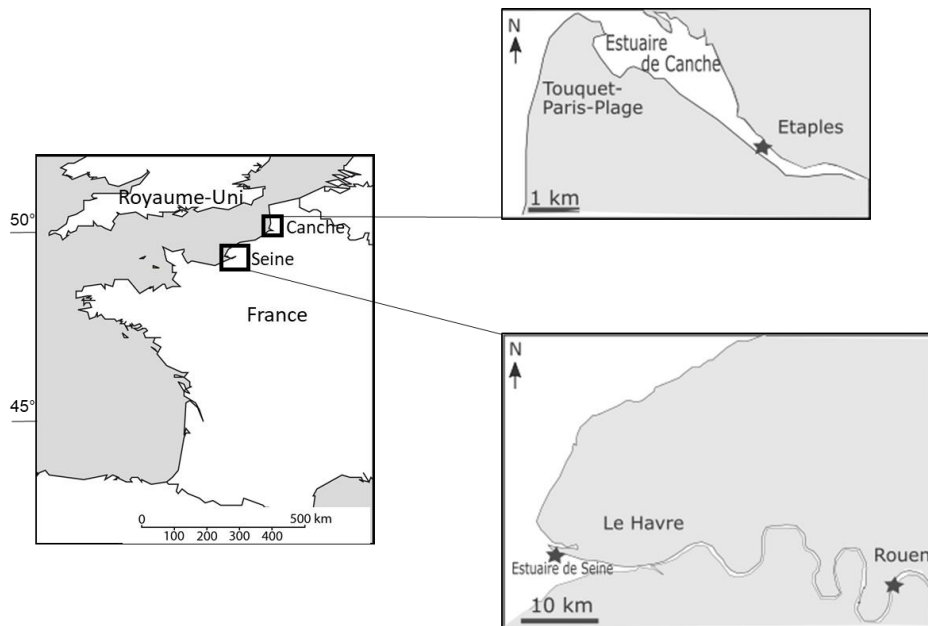 N
Estuaire
de Canche
Touquet-
Paris-Plage
Etaples
1 km
Royaume-Uni
50°
Canche
Seine
France
45°
0
500 km
100 200 300 400
N
Le Havre
Estuaire de Seine
Rouen
10 km